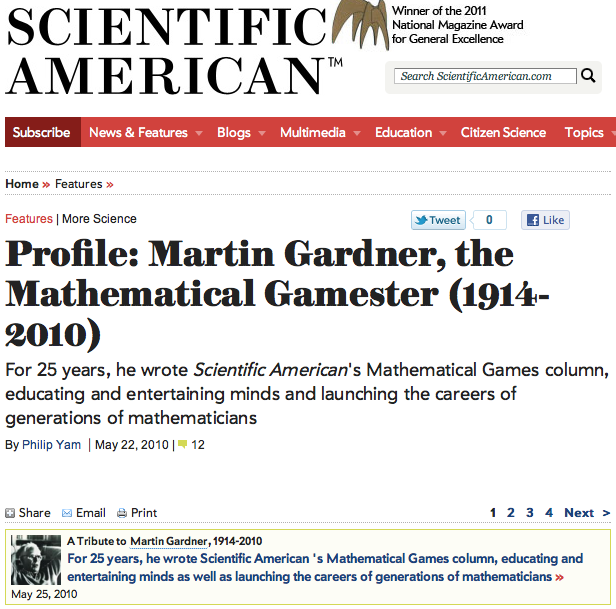 SCIENTIFIC
AMERICAN™
Winner of the 2011
National Magazine Award
for General Excellence
Search ScientificAmerican.com
Subscribe News & Features Blogs Multimedia Education Citizen Science Topics
Home » Features »
Features | More Science
Tweet 0 Like
Profile: Martin Gardner, the
Mathematical Gamester (1914-
2010)
For 25 years, he wrote Scientific American's Mathematical Games column,
educating and entertaining minds and launching the careers of
generations of mathematicians
By Philip Yam | May 22, 2010 | 12
Share Email Print 1 2 3 4 Next >
A Tribute to Martin Gardner, 1914-2010
For 25 years, he wrote Scientific American 's Mathematical Games column, educating and
entertaining minds as well as launching the careers of generations of mathematicians »
May 25, 2010